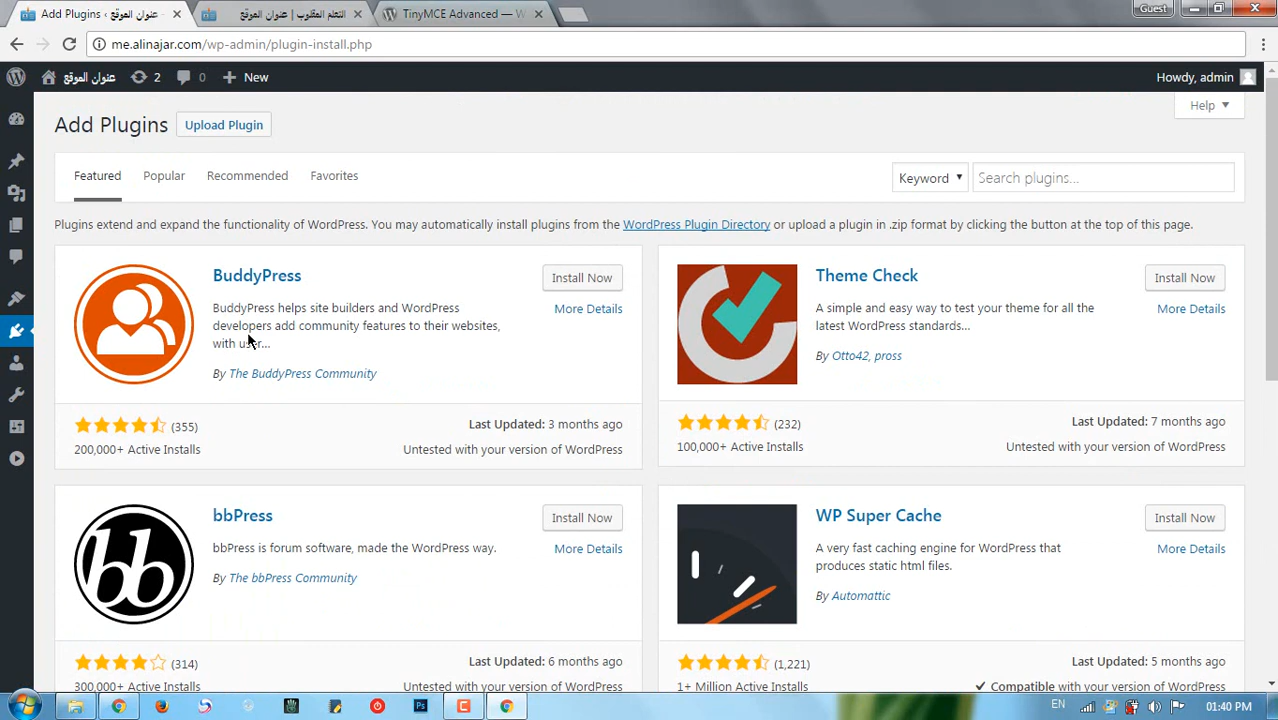 Add Plugins ‹ عنوان الموقع
التعلم المقلوب | عنوان الموقع
TinyMCE Advanced — W
Guest
me.alinajar.com/wp-admin/plugin-install.php
عنوان الموقع 2 0 New
Howdy, admin
Add Plugins
Upload Plugin
Help
Featured Popular Recommended Favorites
Keyword
Search plugins...
Plugins extend and expand the functionality of WordPress. You may automatically install plugins from the WordPress Plugin Directory or upload a plugin in .zip format by clicking the button at the top of this page.
BuddyPress
Install Now
More Details
BuddyPress helps site builders and WordPress
developers add community features to their websites,
with user...
By The BuddyPress Community
(355)
Last Updated: 3 months ago
200,000+ Active Installs
Untested with your version of WordPress
Theme Check
Install Now
More Details
A simple and easy way to test your theme for all the
latest WordPress standards...
By Otto42, pross
(232)
Last Updated: 7 months ago
100,000+ Active Installs
Untested with your version of WordPress
bb
bbPress
Install Now
More Details
bbPress is forum software, made the WordPress way.
By The bbPress Community
(314)
Last Updated: 6 months ago
300,000+ Active Installs
Untested with your version of WordPress
WP Super Cache
Install Now
More Details
A very fast caching engine for WordPress that
produces static html files.
By Automattic
(1,221)
Last Updated: 5 months ago
1+ Million Active Installs
Compatible with your version of WordPress
Ps
EN
01:40 PM